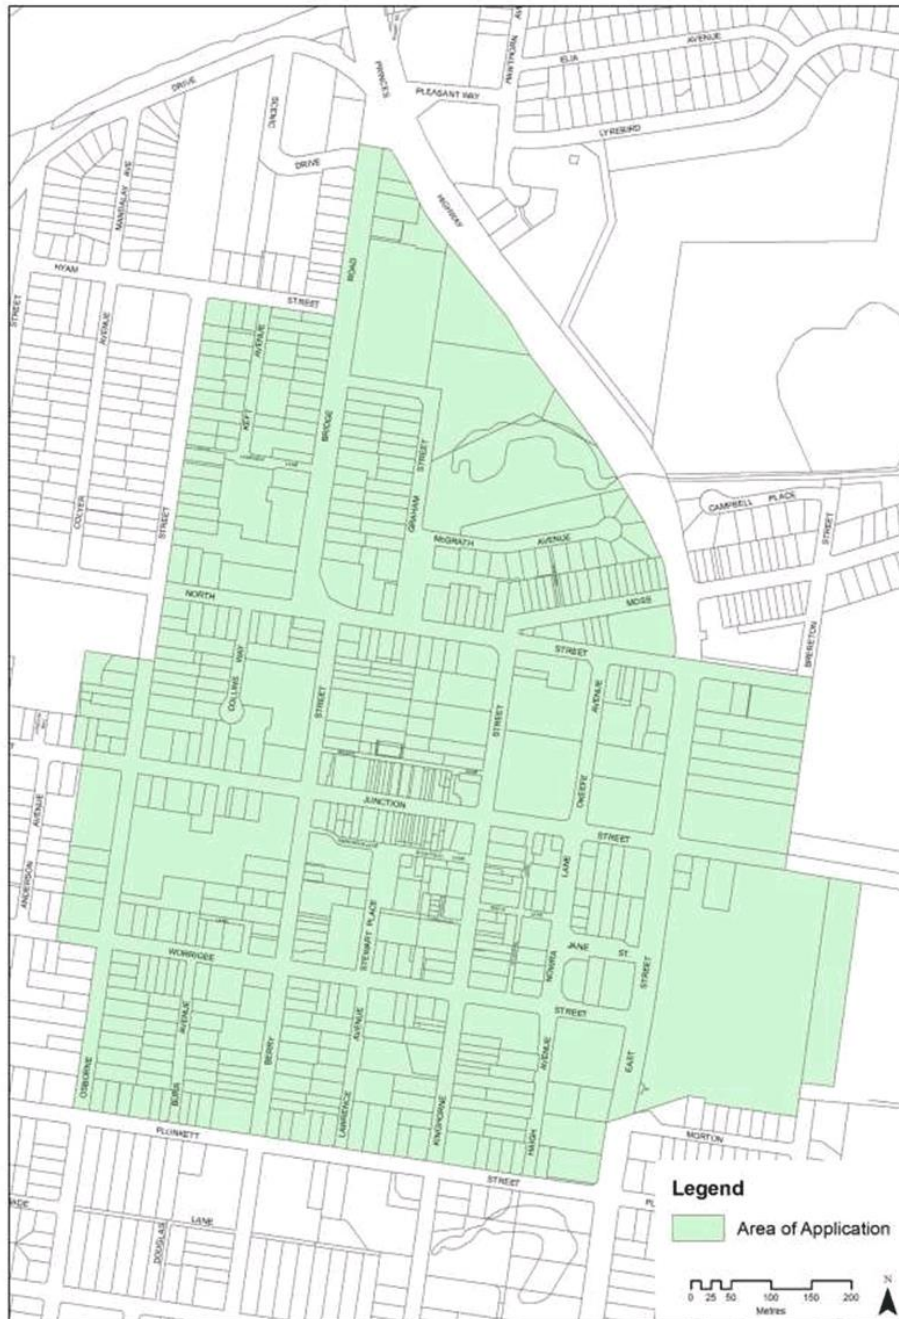 PRINCES
AVENUE
ELIA
DRIVE
PLEASANT WAY
SCENIC
LYREBIRD
DRIVE
MANDALAY AVE
HIGHWAY
HYAM
STREET
ROAD
STREET
AVENUE
AVENUE
KEFT
BRIDGE
STREET
GRAHAM
CAMPBELL PLACE
COLYER
STREET
STREET
McGRATH
AVENUE
NORTH
MOSS
STREET
BRERETON
COLLINS WAY
STREET
AVENUE
STREET
JUNCTION
O'KEEFE
AVENUE
STREET
ANDERSON
LANE
STEWART PLACE
WORRIGEE
JANE ST
NOWRA
STREET
STREET
AVENUE
AVENUE
AVENUE
BERRY
EAST
OSBORNE
LAWRENCE
KINGHORNE
HAIGH
PLUNKETT
MORTON
STREET
LANE
DOUGLAS
Legend
Area of Application
N
0 25 50 100 150 200
Metres